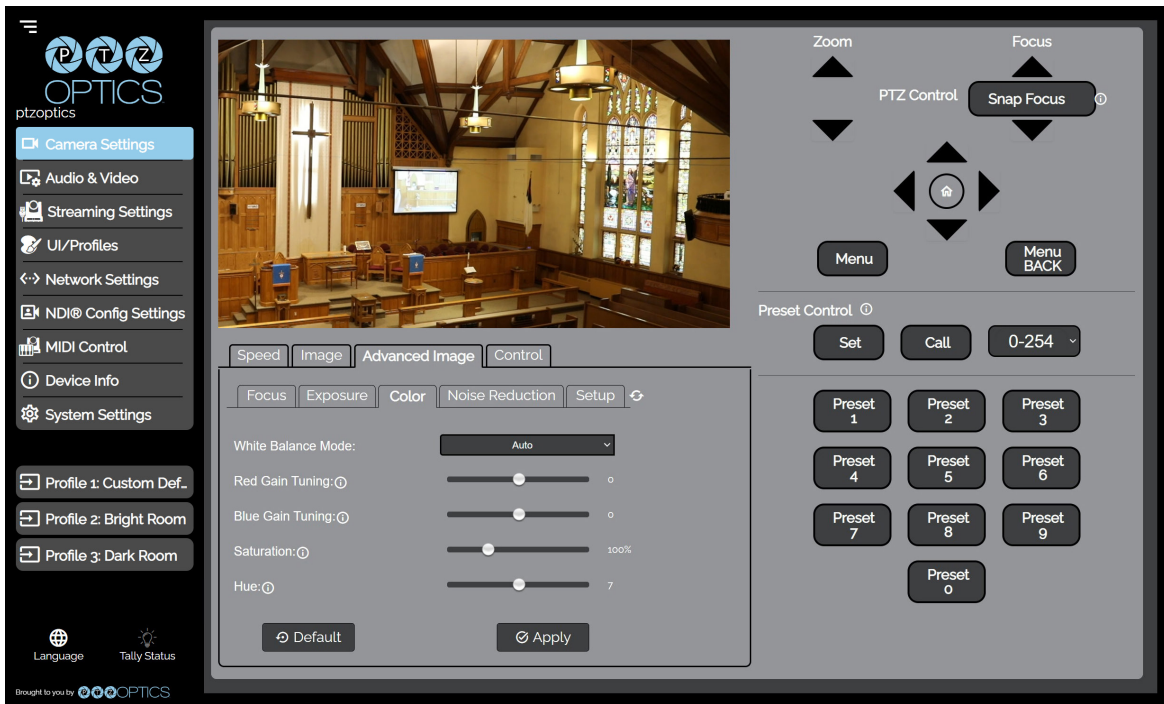 P T Z
OPTICS
ptzoptics
Camera Settings
Audio & Video
Streaming Settings
UI/Profiles
Network Settings
NDI® Config Settings
MIDI Control
Device Info
System Settings
Profile 1: Custom Def...
Profile 2: Bright Room
Profile 3: Dark Room
Language
Tally Status
Brought to you by PTZOPTICS
Speed
Image
Advanced Image
Control
Focus
Exposure
Color
Noise Reduction
Setup
White Balance Mode:
Auto
Red Gain Tuning:
0
Blue Gain Tuning:
0
Saturation:
100%
Hue:
7
Default
Apply
Zoom
Focus
PTZ Control
Snap Focus
Menu
Menu
BACK
Preset Control
Set
Call
0-254
Preset
1
Preset
2
Preset
3
Preset
4
Preset
5
Preset
6
Preset
7
Preset
8
Preset
9
Preset
0